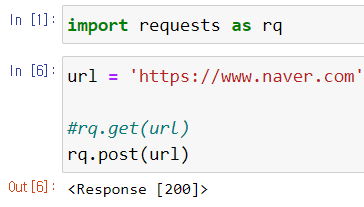 In [1]:
import requests as rq
In [6]:
url = 'https://www.naver.com'
#rq.get(url)
rq.post(url)
Out[6]:
<Response [200]>